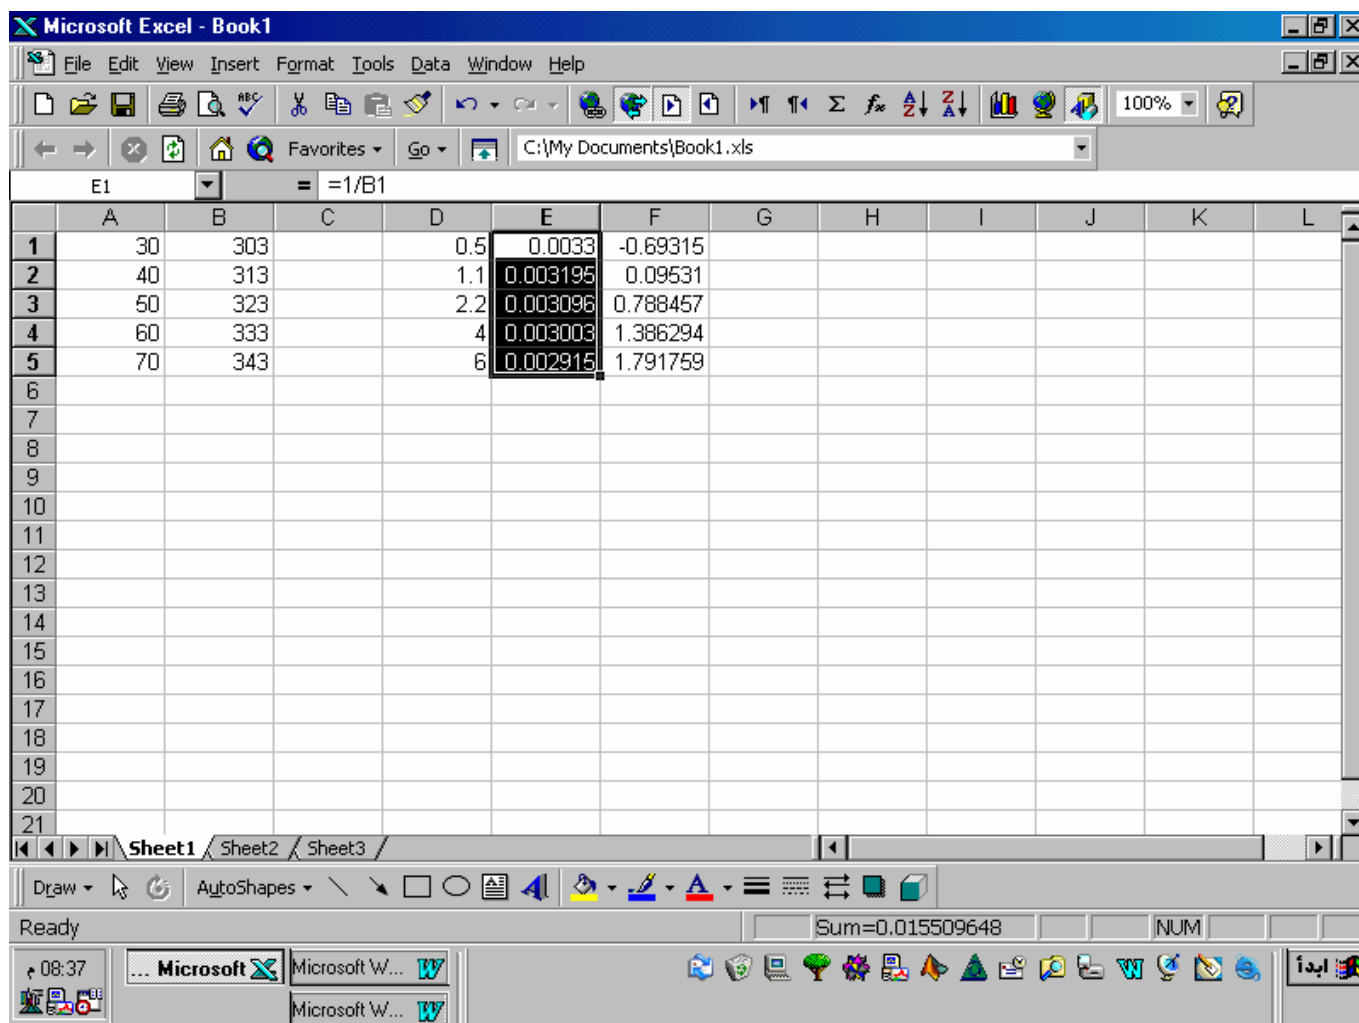 Microsoft Excel - Book1
File Edit View Insert Format Tools Data Window Help
ABC Σ fx A Z Z A 100% ?
Favorites Go C:\My Documents\Book1.xls
E1 = =1/B1
A B C D E F G H I J K L
1 30 303 0.5 0.0033 -0.69315
2 40 313 1.1 0.003195 0.09531
3 50 323 2.2 0.003096 0.788457
4 60 333 4 0.003003 1.386294
5 70 343 6 0.002915 1.791759
6
7
8
9
10
11
12
13
14
15
16
17
18
19
20
21
Sheet1 Sheet2 Sheet3
Draw AutoShapes A A
Ready Sum=0.015509648 NUM
08:37 م ... Microsoft Microsoft W... ابدأ
Microsoft W...